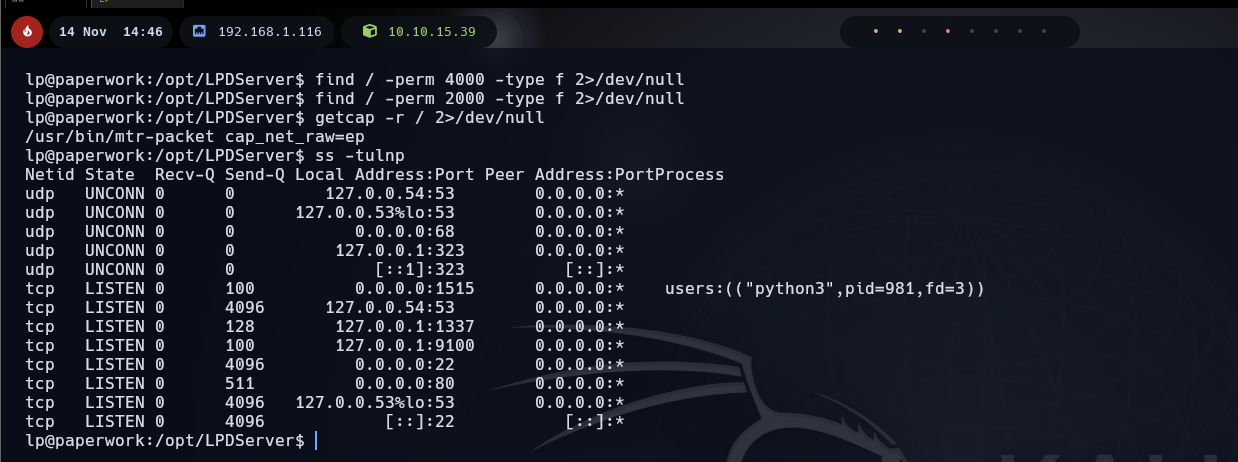 14 Nov 14:46 192.168.1.116 10.10.15.39
lp@paperwork:/opt/LPDServer$ find / -perm 4000 -type f 2>/dev/null
lp@paperwork:/opt/LPDServer$ find / -perm 2000 -type f 2>/dev/null
lp@paperwork:/opt/LPDServer$ getcap -r / 2>/dev/null
/usr/bin/mtr-packet cap_net_raw=ep
lp@paperwork:/opt/LPDServer$ ss -tulnp
Netid State  Recv-Q Send-Q Local Address:Port Peer Address:PortProcess
udp   UNCONN 0      0         127.0.0.54:53        0.0.0.0:*
udp   UNCONN 0      0      127.0.0.53%lo:53        0.0.0.0:*
udp   UNCONN 0      0            0.0.0.0:68        0.0.0.0:*
udp   UNCONN 0      0          127.0.0.1:323       0.0.0.0:*
udp   UNCONN 0      0              [::1]:323          [::]:*
tcp   LISTEN 0      100          0.0.0.0:1515      0.0.0.0:*    users:(("python3",pid=981,fd=3))
tcp   LISTEN 0      4096      127.0.0.54:53        0.0.0.0:*
tcp   LISTEN 0      128        127.0.0.1:1337      0.0.0.0:*
tcp   LISTEN 0      100        127.0.0.1:9100      0.0.0.0:*
tcp   LISTEN 0      4096         0.0.0.0:22        0.0.0.0:*
tcp   LISTEN 0      511          0.0.0.0:80        0.0.0.0:*
tcp   LISTEN 0      4096   127.0.0.53%lo:53        0.0.0.0:*
tcp   LISTEN 0      4096            [::]:22           [::]:*
lp@paperwork:/opt/LPDServer$